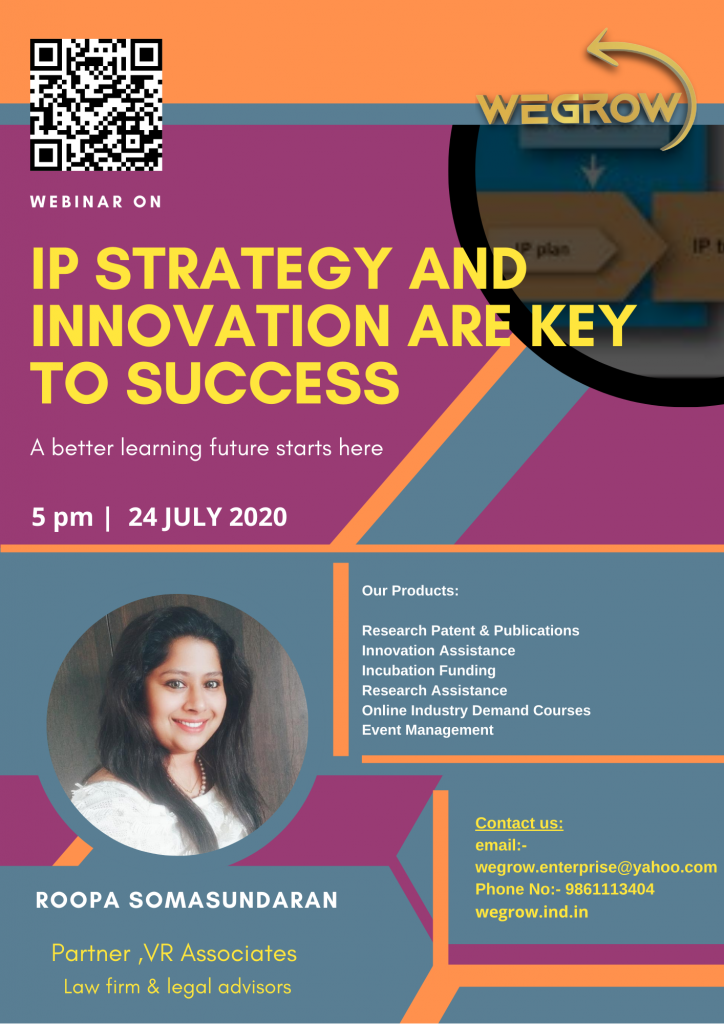 WEGROW
WEBINAR ON
IP plan
IP STRATEGY AND
INNOVATION ARE KEY
TO SUCCESS
A better learning future starts here
5 pm | 24 JULY 2020
Our Products:
Research Patent & Publications
Innovation Assistance
Incubation Funding
Research Assistance
Online Industry Demand Courses
Event Management
Contact us:
email:-
wegrow.enterprise@yahoo.com
Phone No:- 9861113404
wegrow.ind.in
ROOPA SOMASUNDARAN
Partner ,VR Associates
Law firm & legal advisors